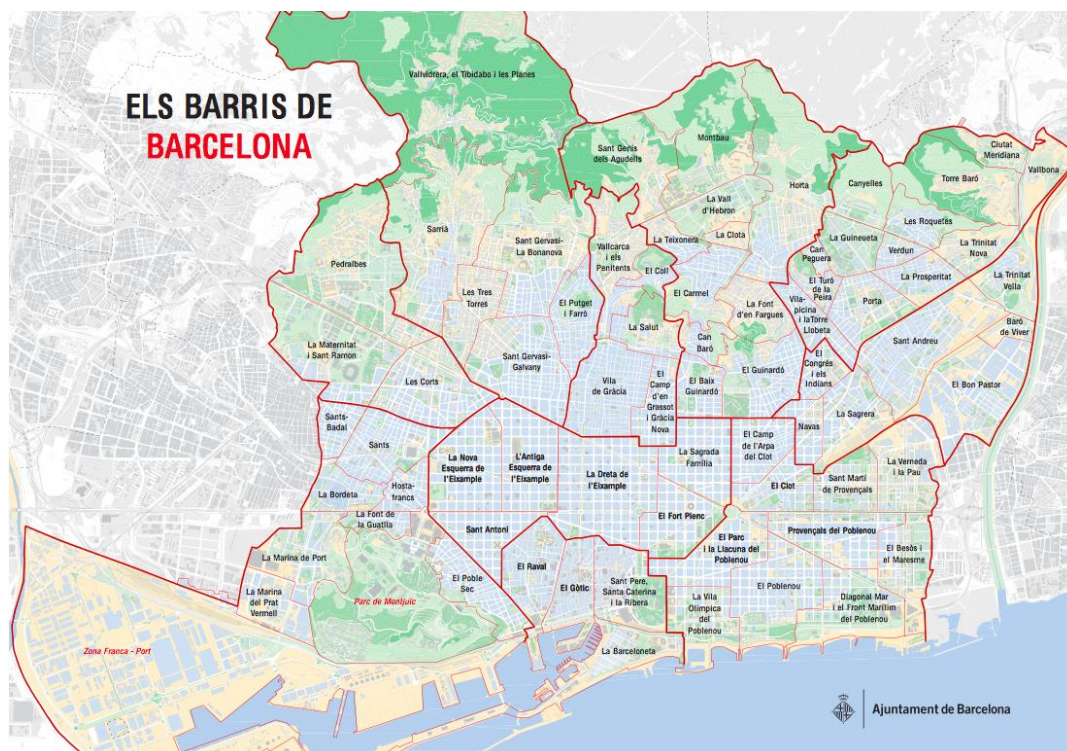 ELS BARRIS DE
BARCELONA
Vallvidrera, el Tibidabo i les Planes
Sant Genís
dels Agudells
Montbau
Ciutat
Meridiana
Torre Baró
Vallbona
Canyelles
Horta
La Vall
d'Hebron
Les Roquetes
Sarrià
Sant Gervasi-
La Bonanova
Vallcarca
i els
Penitents
La Teixonera
La Clota
La Guineueta
Verdun
La Trinitat
Nova
Can
Peguera
Pedralbes
El Coll
La Prosperitat
La Trinitat
Vella
Les Tres
Torres
El Putget
i Farró
El Carmel
La Font
d'en Fargues
El Turó
de la
Peira
Vila-
picina
i laTorre
Llobeta
Porta
La Salut
Baró
de Viver
La Maternitat
i Sant Ramon
Sant Gervasi-
Galvany
Can
Baró
Sant Andreu
El Guinardó
El
Congrés
i els
Indians
Les Corts
Vila
de Gràcia
El
Camp
d'en
Grassot
i Gràcia
Nova
El Baix
Guinardó
El Bon Pastor
Sants-
Badal
Sants
La Sagrera
Navas
La Nova
Esquerra de
l'Eixample
L'Antiga
Esquerra de
l'Eixample
La Dreta de
l'Eixample
La Sagrada
Família
El Camp
de l'Arpa
del Clot
La Verneda
i la Pau
La Bordeta
Hosta-
francs
El Clot
Sant Martí
de Provençals
La Font de
la Guatlla
Sant Antoni
El Fort Pienc
El Parc
i la Llacuna del
Poblenou
Provençals del Poblenou
La Marina de Port
El Raval
El Besòs i
el Maresme
La Marina
del Prat
Vermell
El Poble
Sec
El Gòtic
Sant Pere,
Santa Caterina
i la Ribera
El Poblenou
Parc de Montjuïc
La Vila
Olímpica
del
Poblenou
Diagonal Mar
i el Front Marítim
del Poblenou
Zona Franca - Port
La Barceloneta
Ajuntament de Barcelona